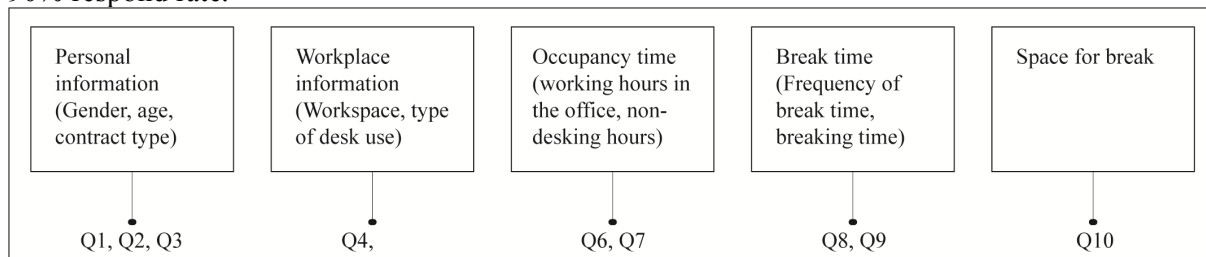 Personal
information
(Gender, age,
contract type)
Workplace
information
(Workspace, type
of desk use)
Occupancy time
(working hours in
the office, non-
desking hours)
Break time
(Frequency of
break time,
breaking time)
Space for break
Q1, Q2, Q3
Q4,
Q6, Q7
Q8, Q9
Q10